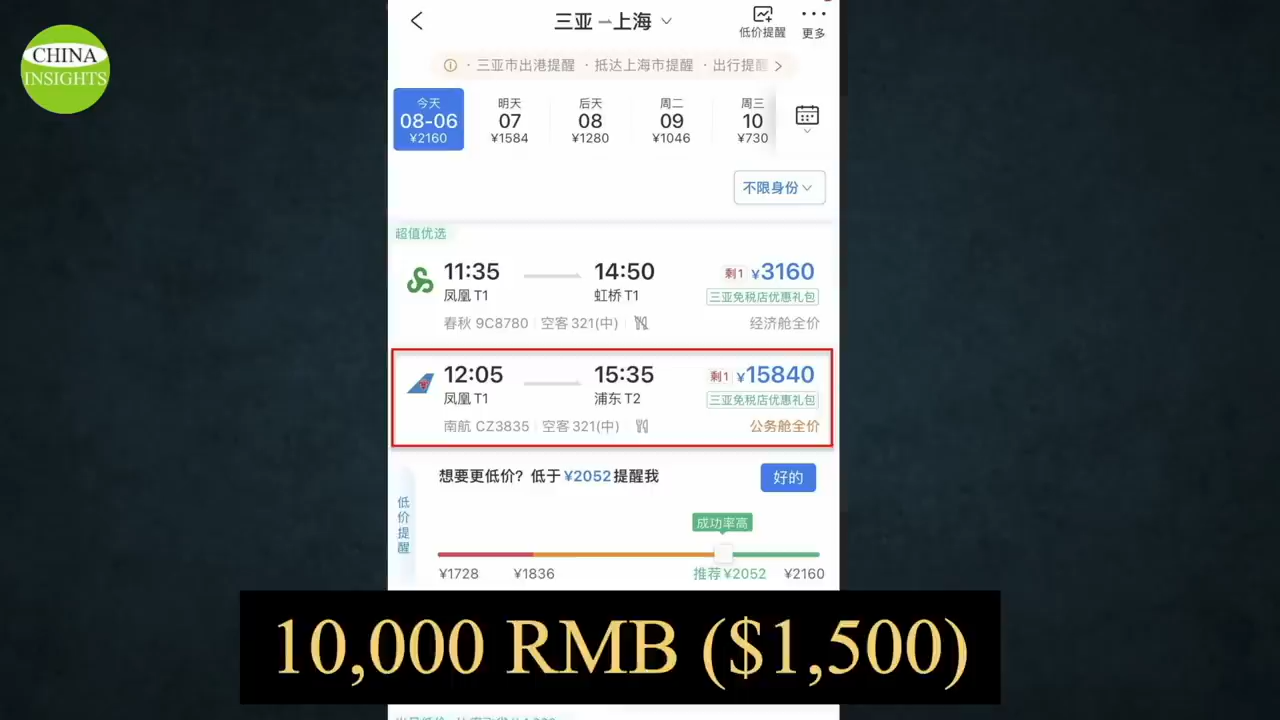 CHINA
INSIGHTS
三亚 — 上海
低价提醒
更多
· 三亚市出港提醒 · 抵达上海市提醒 · 出行提醒
今天 明天 后天 周二 周三
08-06 07 08 09 10
¥2160 ¥1584 ¥1280 ¥1046 ¥730
不限身份
超值优选
11:35 14:50 剩1 ¥3160
凤凰 T1 虹桥 T1 三亚免税店优惠礼包
春秋 9C8780 空客 321(中) 经济舱全价
12:05 15:35 剩1 ¥15840
凤凰 T1 浦东 T2 三亚免税店优惠礼包
南航 CZ3835 空客 321(中) 公务舱全价
低价提醒
想要更低价？低于 ¥2052 提醒我 好的
成功率高
¥1728 ¥1836 推荐 ¥2052 ¥2160
10,000 RMB ($1,500)